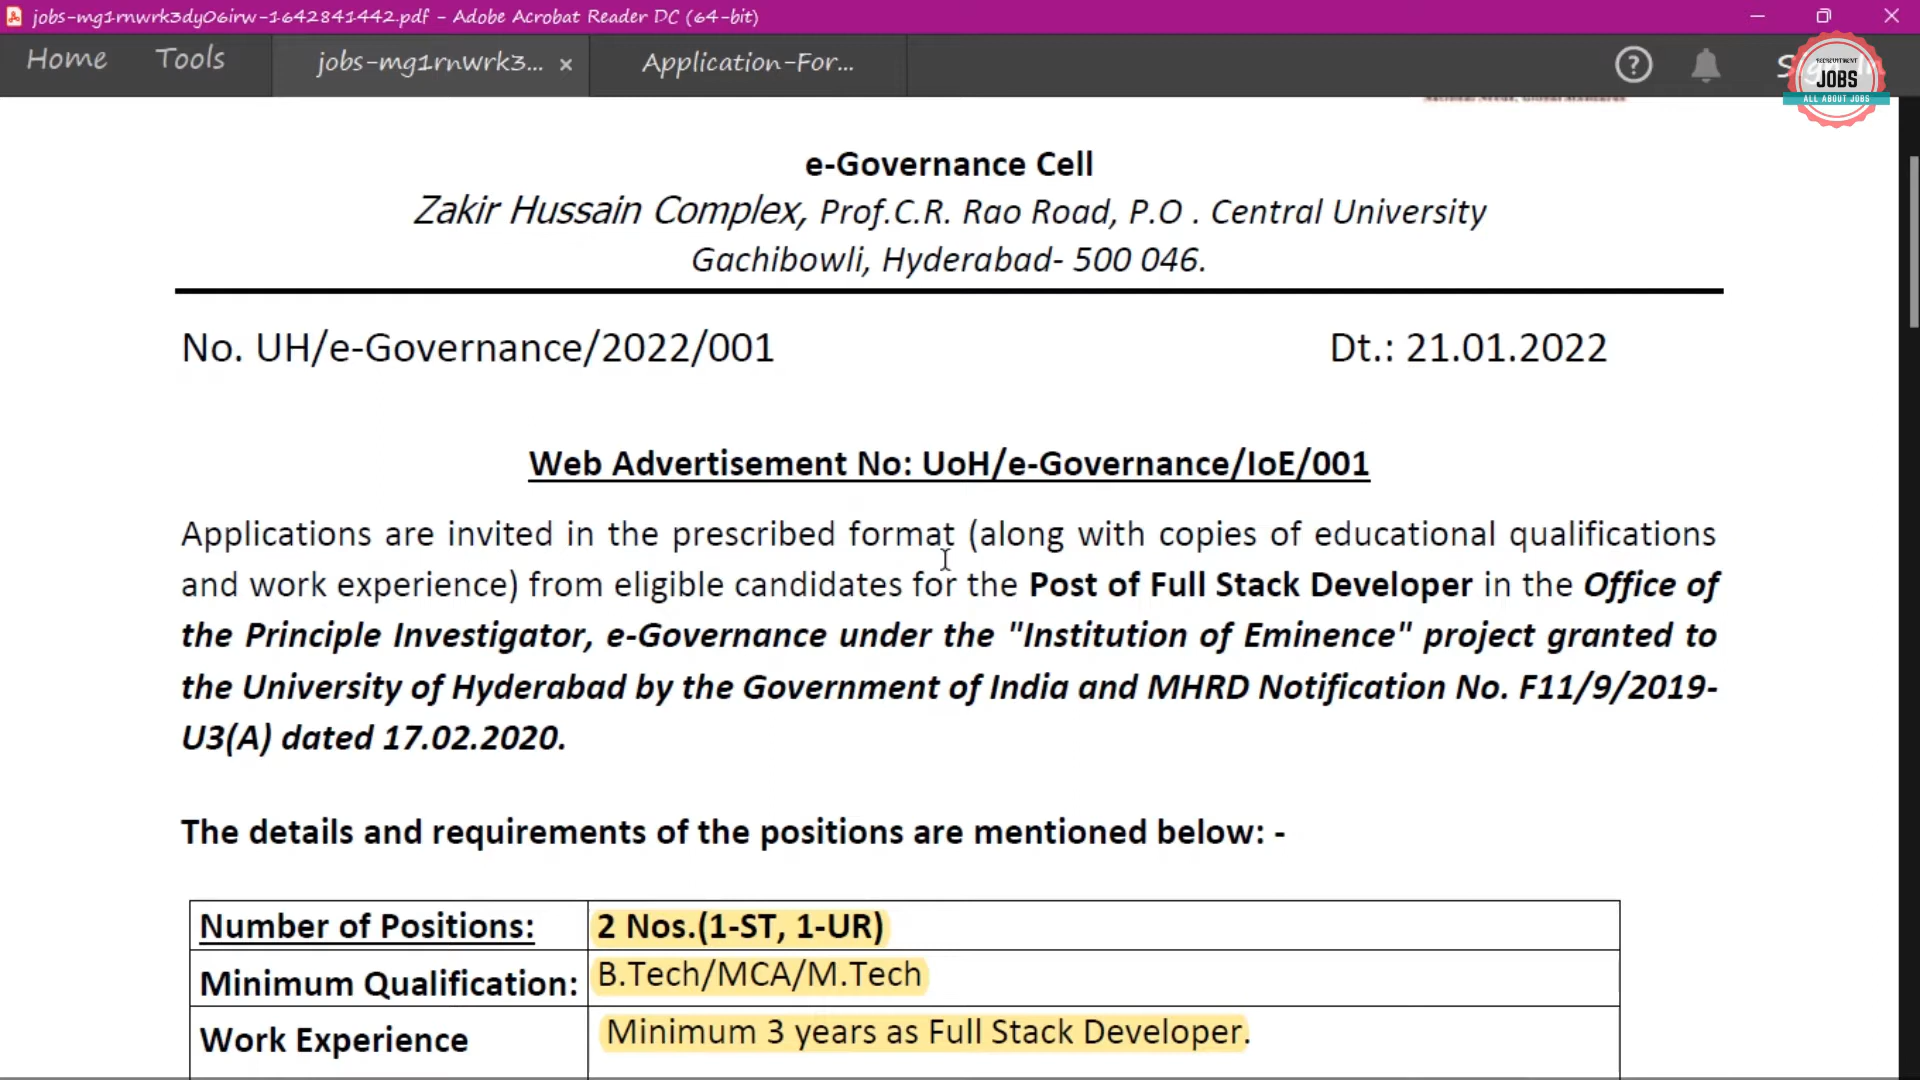 jobs-mg1rnwrk3dy06irw-1642841442.pdf - Adobe Acrobat Reader DC (64-bit)
Home Tools jobs-mg1rnwrk3... × Application-For...
RECRUITMENT
JOBS
ALL ABOUT JOBS
e-Governance Cell
Zakir Hussain Complex, Prof.C.R. Rao Road, P.O . Central University
Gachibowli, Hyderabad- 500 046.
No. UH/e-Governance/2022/001 Dt.: 21.01.2022
Web Advertisement No: UoH/e-Governance/IoE/001
Applications are invited in the prescribed format (along with copies of educational qualifications
and work experience) from eligible candidates for the Post of Full Stack Developer in the Office of
the Principle Investigator, e-Governance under the "Institution of Eminence" project granted to
the University of Hyderabad by the Government of India and MHRD Notification No. F11/9/2019-
U3(A) dated 17.02.2020.
The details and requirements of the positions are mentioned below: -
Number of Positions: 2 Nos.(1-ST, 1-UR)
Minimum Qualification: B.Tech/MCA/M.Tech
Work Experience Minimum 3 years as Full Stack Developer.